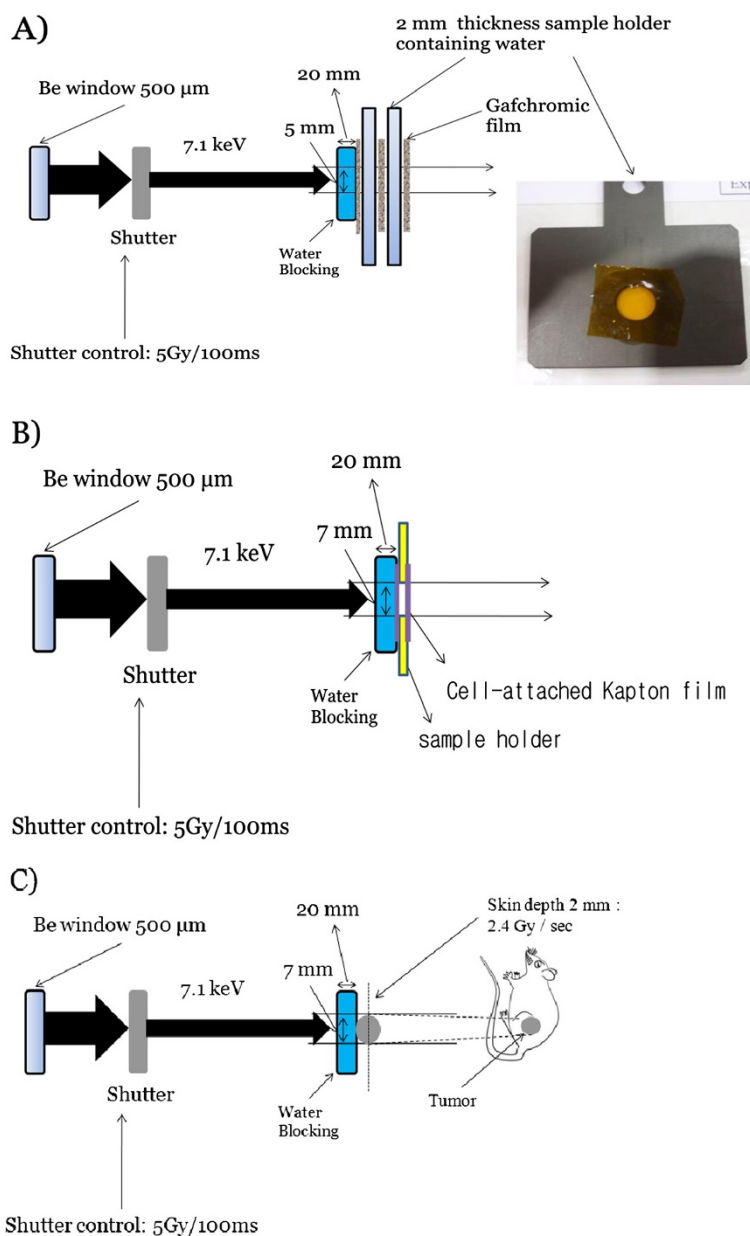 A)
2 mm  thickness sample holder
containing water
20 mm
Be window 500 µm
Gafchromic
film
7.1 keV
5 mm
Shutter
Water
Blocking
Shutter control: 5Gy/100ms
B)
20 mm
Be window 500 µm
7 mm
7.1 keV
Shutter
Water
Blocking
Cell-attached Kapton film
sample holder
Shutter control: 5Gy/100ms
C)
Skin depth 2 mm :
2.4 Gy / sec
20 mm
Be window 500 µm
7 mm
7.1 keV
Shutter
Water
Blocking
Tumor
Shutter control: 5Gy/100ms